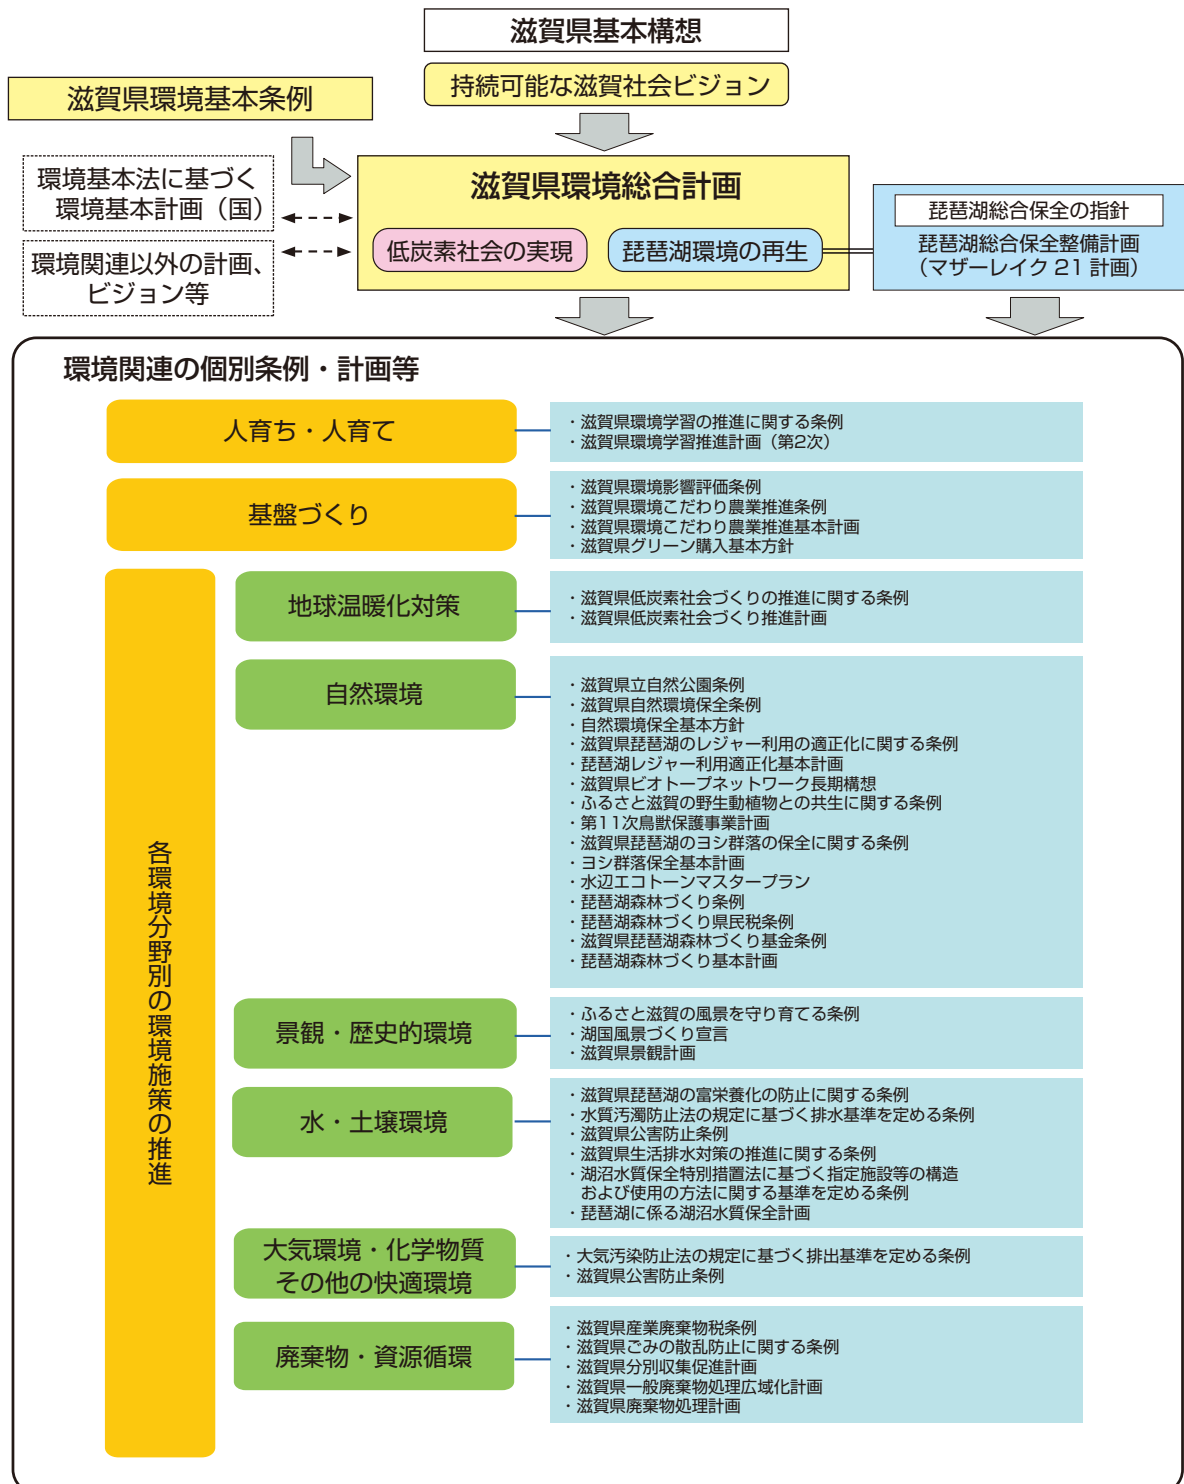 滋賀県基本構想
持続可能な滋賀社会ビジョン
滋賀県環境基本条例
環境基本法に基づく
環境基本計画（国）
環境関連以外の計画、
ビジョン等
滋賀県環境総合計画
低炭素社会の実現
琵琶湖環境の再生
琵琶湖総合保全の指針
琵琶湖総合保全整備計画
（マザーレイク 21 計画）
環境関連の個別条例・計画等
人育ち・人育て
・滋賀県環境学習の推進に関する条例
・滋賀県環境学習推進計画（第2次）
基盤づくり
・滋賀県環境影響評価条例
・滋賀県環境こだわり農業推進条例
・滋賀県環境こだわり農業推進基本計画
・滋賀県グリーン購入基本方針
各環境分野別の環境施策の推進
地球温暖化対策
・滋賀県低炭素社会づくりの推進に関する条例
・滋賀県低炭素社会づくり推進計画
自然環境
・滋賀県立自然公園条例
・滋賀県自然環境保全条例
・自然環境保全基本方針
・滋賀県琵琶湖のレジャー利用の適正化に関する条例
・琵琶湖レジャー利用適正化基本計画
・滋賀県ビオトープネットワーク長期構想
・ふるさと滋賀の野生動植物との共生に関する条例
・第11次鳥獣保護事業計画
・滋賀県琵琶湖のヨシ群落の保全に関する条例
・ヨシ群落保全基本計画
・水辺エコトーンマスタープラン
・琵琶湖森林づくり条例
・琵琶湖森林づくり県民税条例
・滋賀県琵琶湖森林づくり基金条例
・琵琶湖森林づくり基本計画
景観・歴史的環境
・ふるさと滋賀の風景を守り育てる条例
・湖国風景づくり宣言
・滋賀県景観計画
水・土壌環境
・滋賀県琵琶湖の富栄養化の防止に関する条例
・水質汚濁防止法の規定に基づく排水基準を定める条例
・滋賀県公害防止条例
・滋賀県生活排水対策の推進に関する条例
・湖沼水質保全特別措置法に基づく指定施設等の構造
および使用の方法に関する基準を定める条例
・琵琶湖に係る湖沼水質保全計画
大気環境・化学物質
その他の快適環境
・大気汚染防止法の規定に基づく排出基準を定める条例
・滋賀県公害防止条例
廃棄物・資源循環
・滋賀県産業廃棄物税条例
・滋賀県ごみの散乱防止に関する条例
・滋賀県分別収集促進計画
・滋賀県一般廃棄物処理広域化計画
・滋賀県廃棄物処理計画